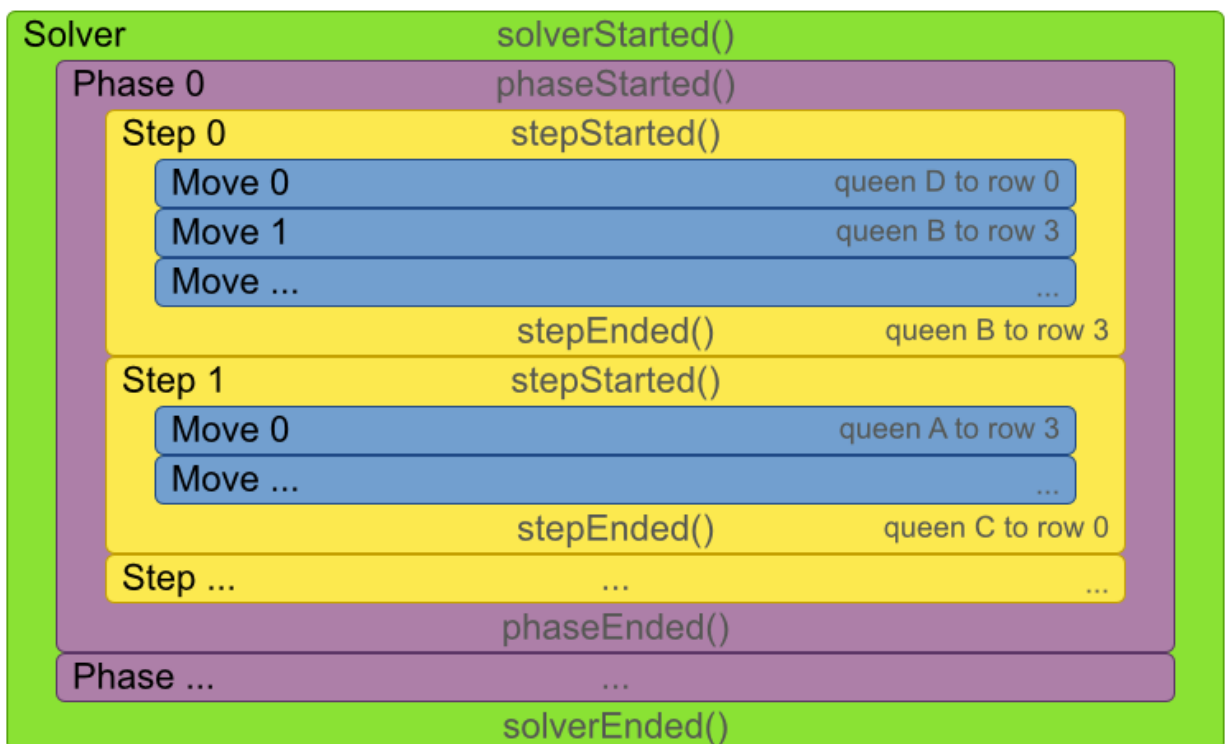 Solver solverStarted()
Phase 0 phaseStarted()
Step 0 stepStarted()
Move 0 queen D to row 0
Move 1 queen B to row 3
Move ... ...
stepEnded() queen B to row 3
Step 1 stepStarted()
Move 0 queen A to row 3
Move ... ...
stepEnded() queen C to row 0
Step ... ... ...
phaseEnded()
Phase ... ...
solverEnded()